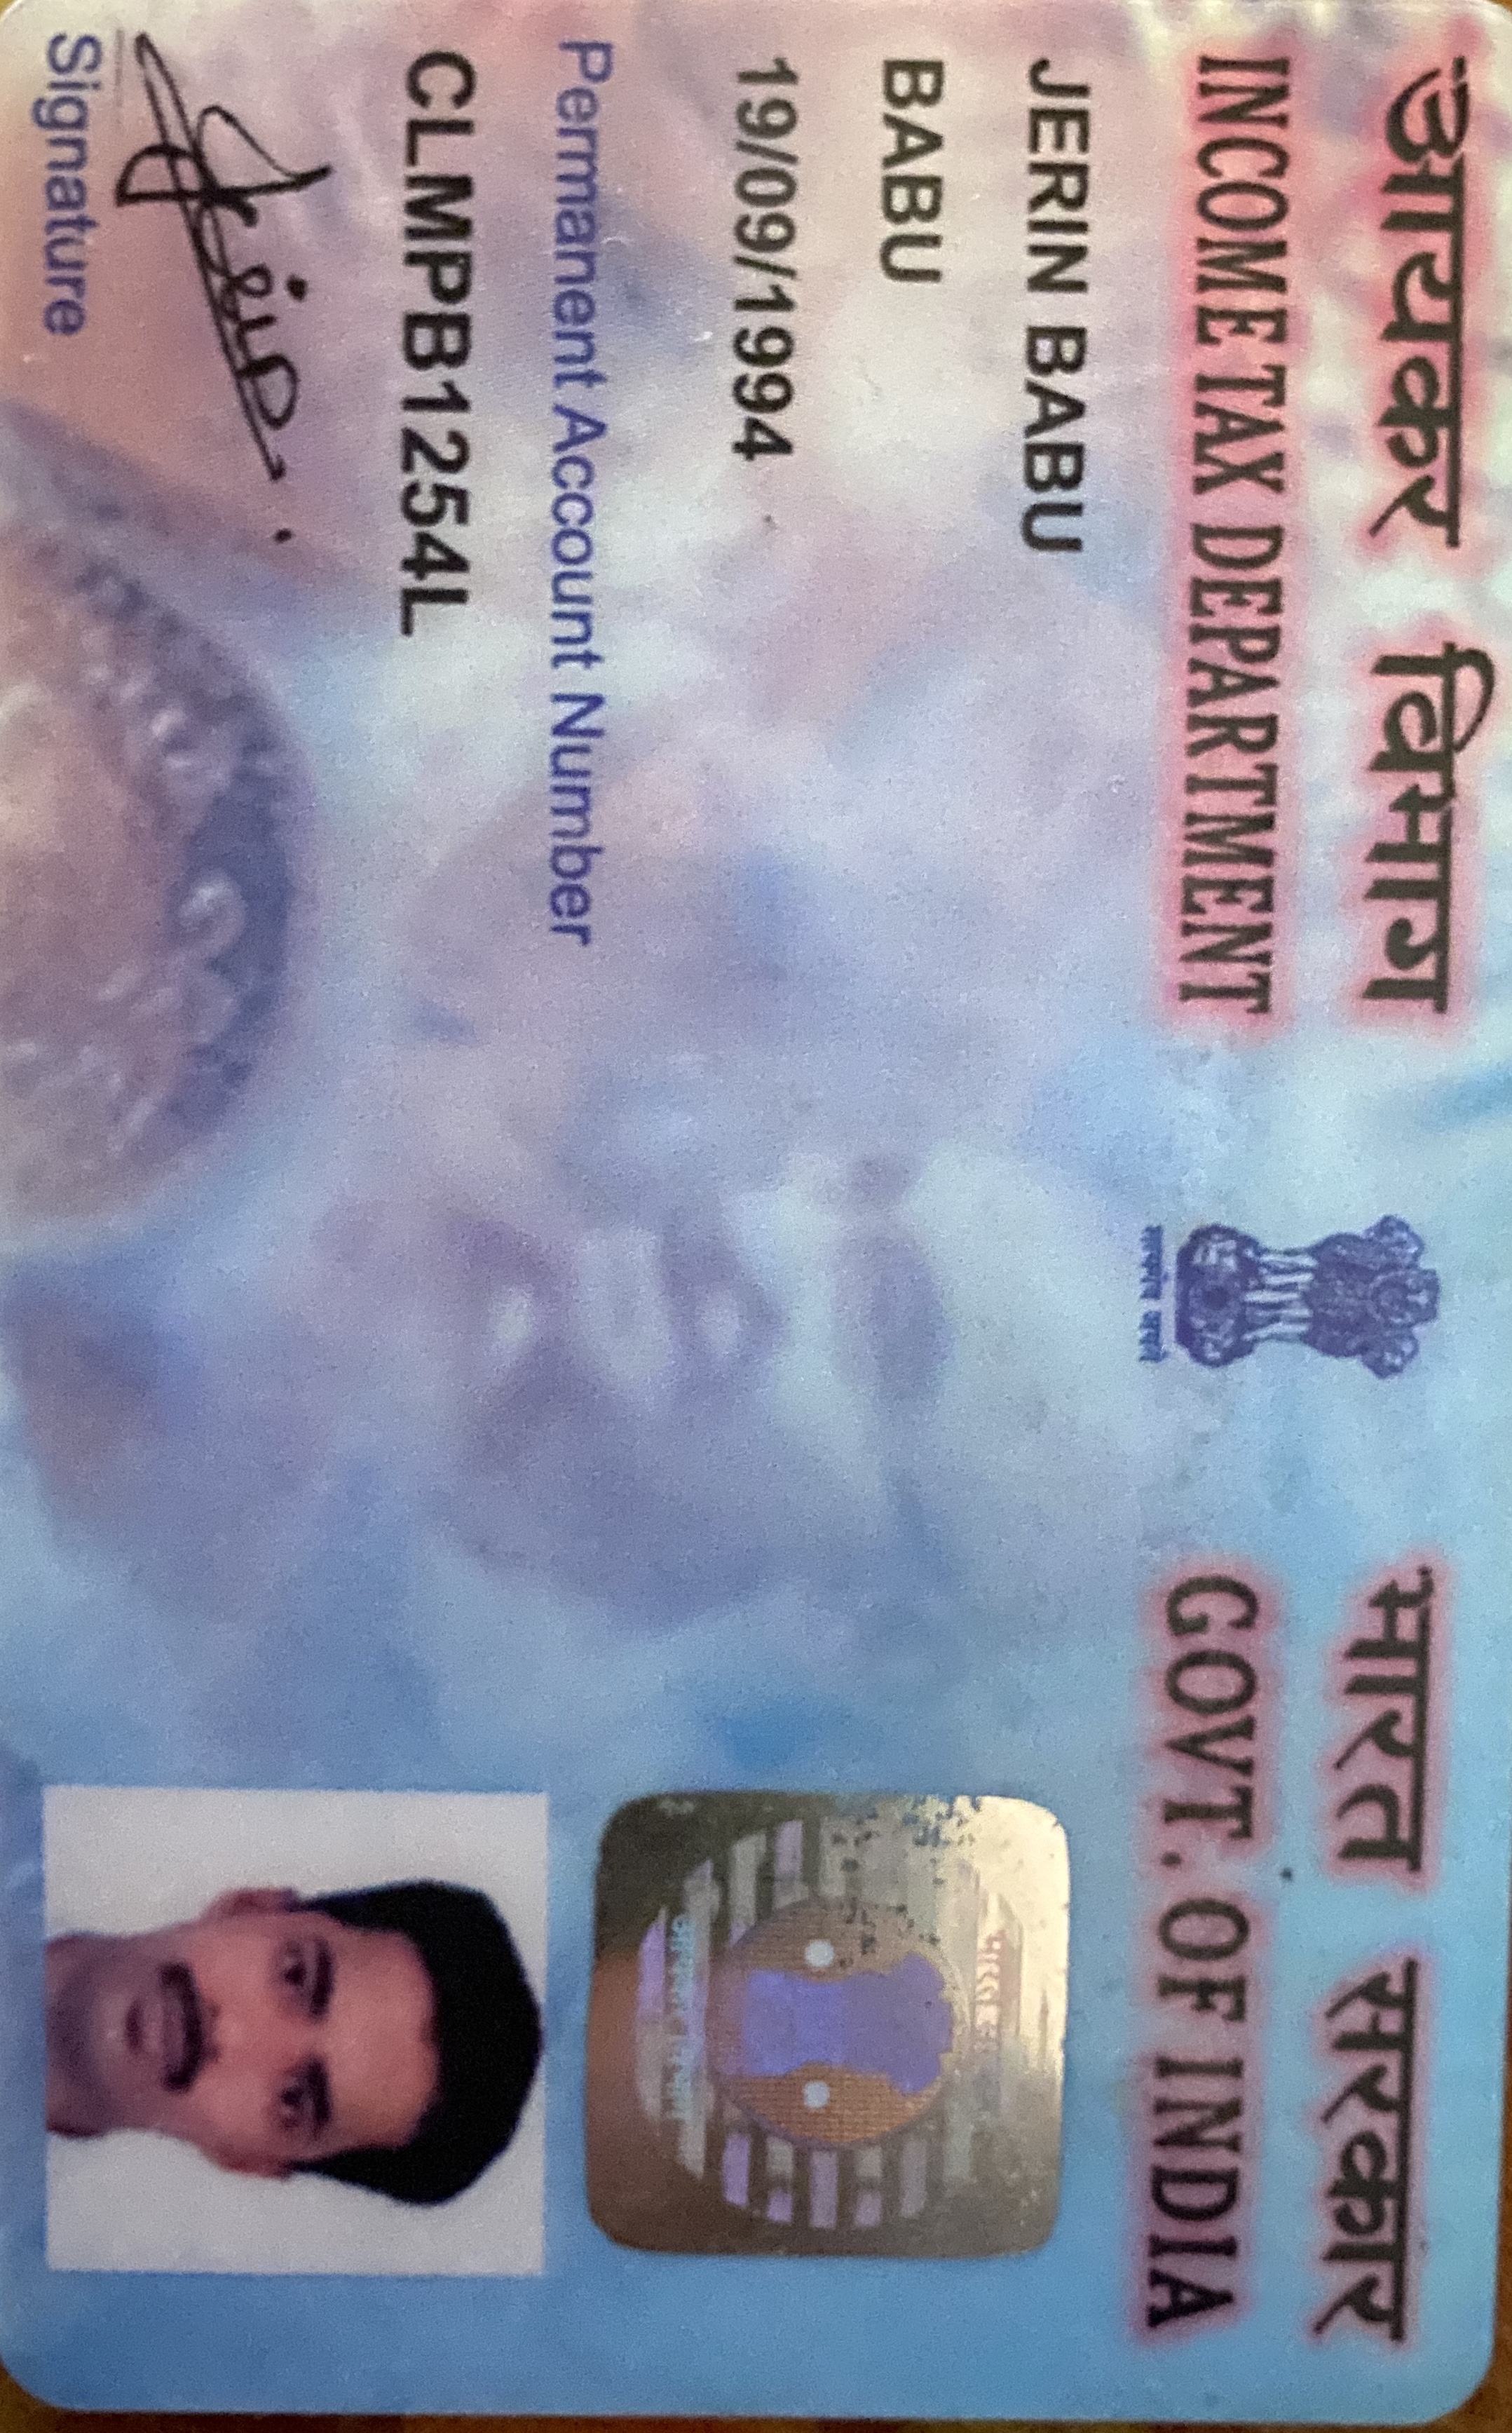 आयकर विभाग
INCOME TAX DEPARTMENT
भारत सरकार
GOVT. OF INDIA
सत्यमेव जयते
JERIN BABU
BABU
19/09/1994
Permanent Account Number
CLMPB1254L
Jerin
Signature